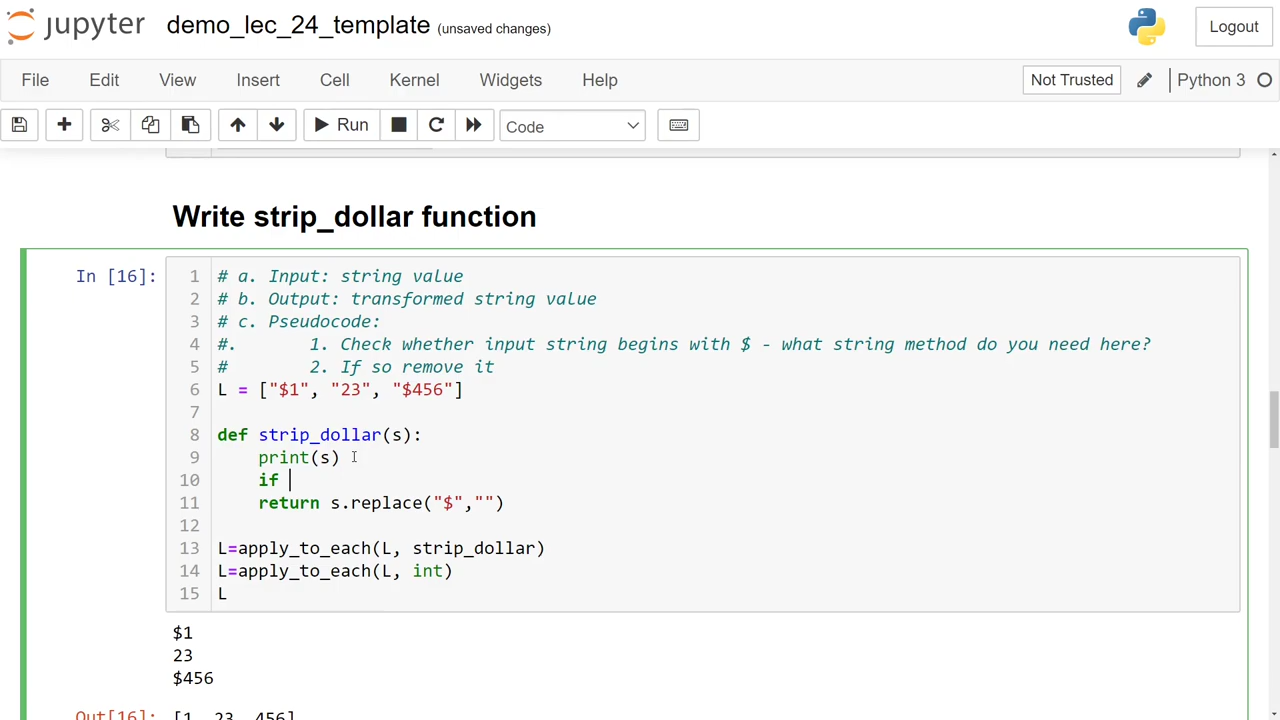 jupyter demo_lec_24_template (unsaved changes) Logout
File Edit View Insert Cell Kernel Widgets Help Not Trusted Python 3
Run Code
Write strip_dollar function
In [16]:
1 # a. Input: string value
2 # b. Output: transformed string value
3 # c. Pseudocode:
4 #.       1. Check whether input string begins with $ - what string method do you need here?
5 #        2. If so remove it
6 L = ["$1", "23", "$456"]
7
8 def strip_dollar(s):
9     print(s)
10     if
11     return s.replace("$","")
12
13 L=apply_to_each(L, strip_dollar)
14 L=apply_to_each(L, int)
15 L
$1
23
$456
Out[16]: [1, 23, 456]